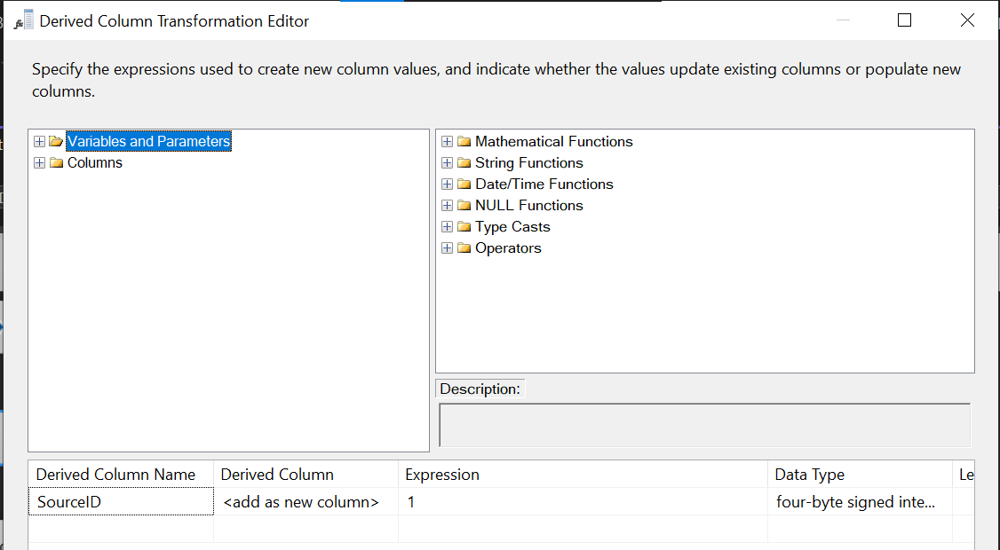 Derived Column Transformation Editor
Specify the expressions used to create new column values, and indicate whether the values update existing columns or populate new
columns.
Variables and Parameters
Columns
Mathematical Functions
String Functions
Date/Time Functions
NULL Functions
Type Casts
Operators
Description:
Derived Column Name Derived Column Expression Data Type Le
SourceID <add as new column> 1 four-byte signed inte...